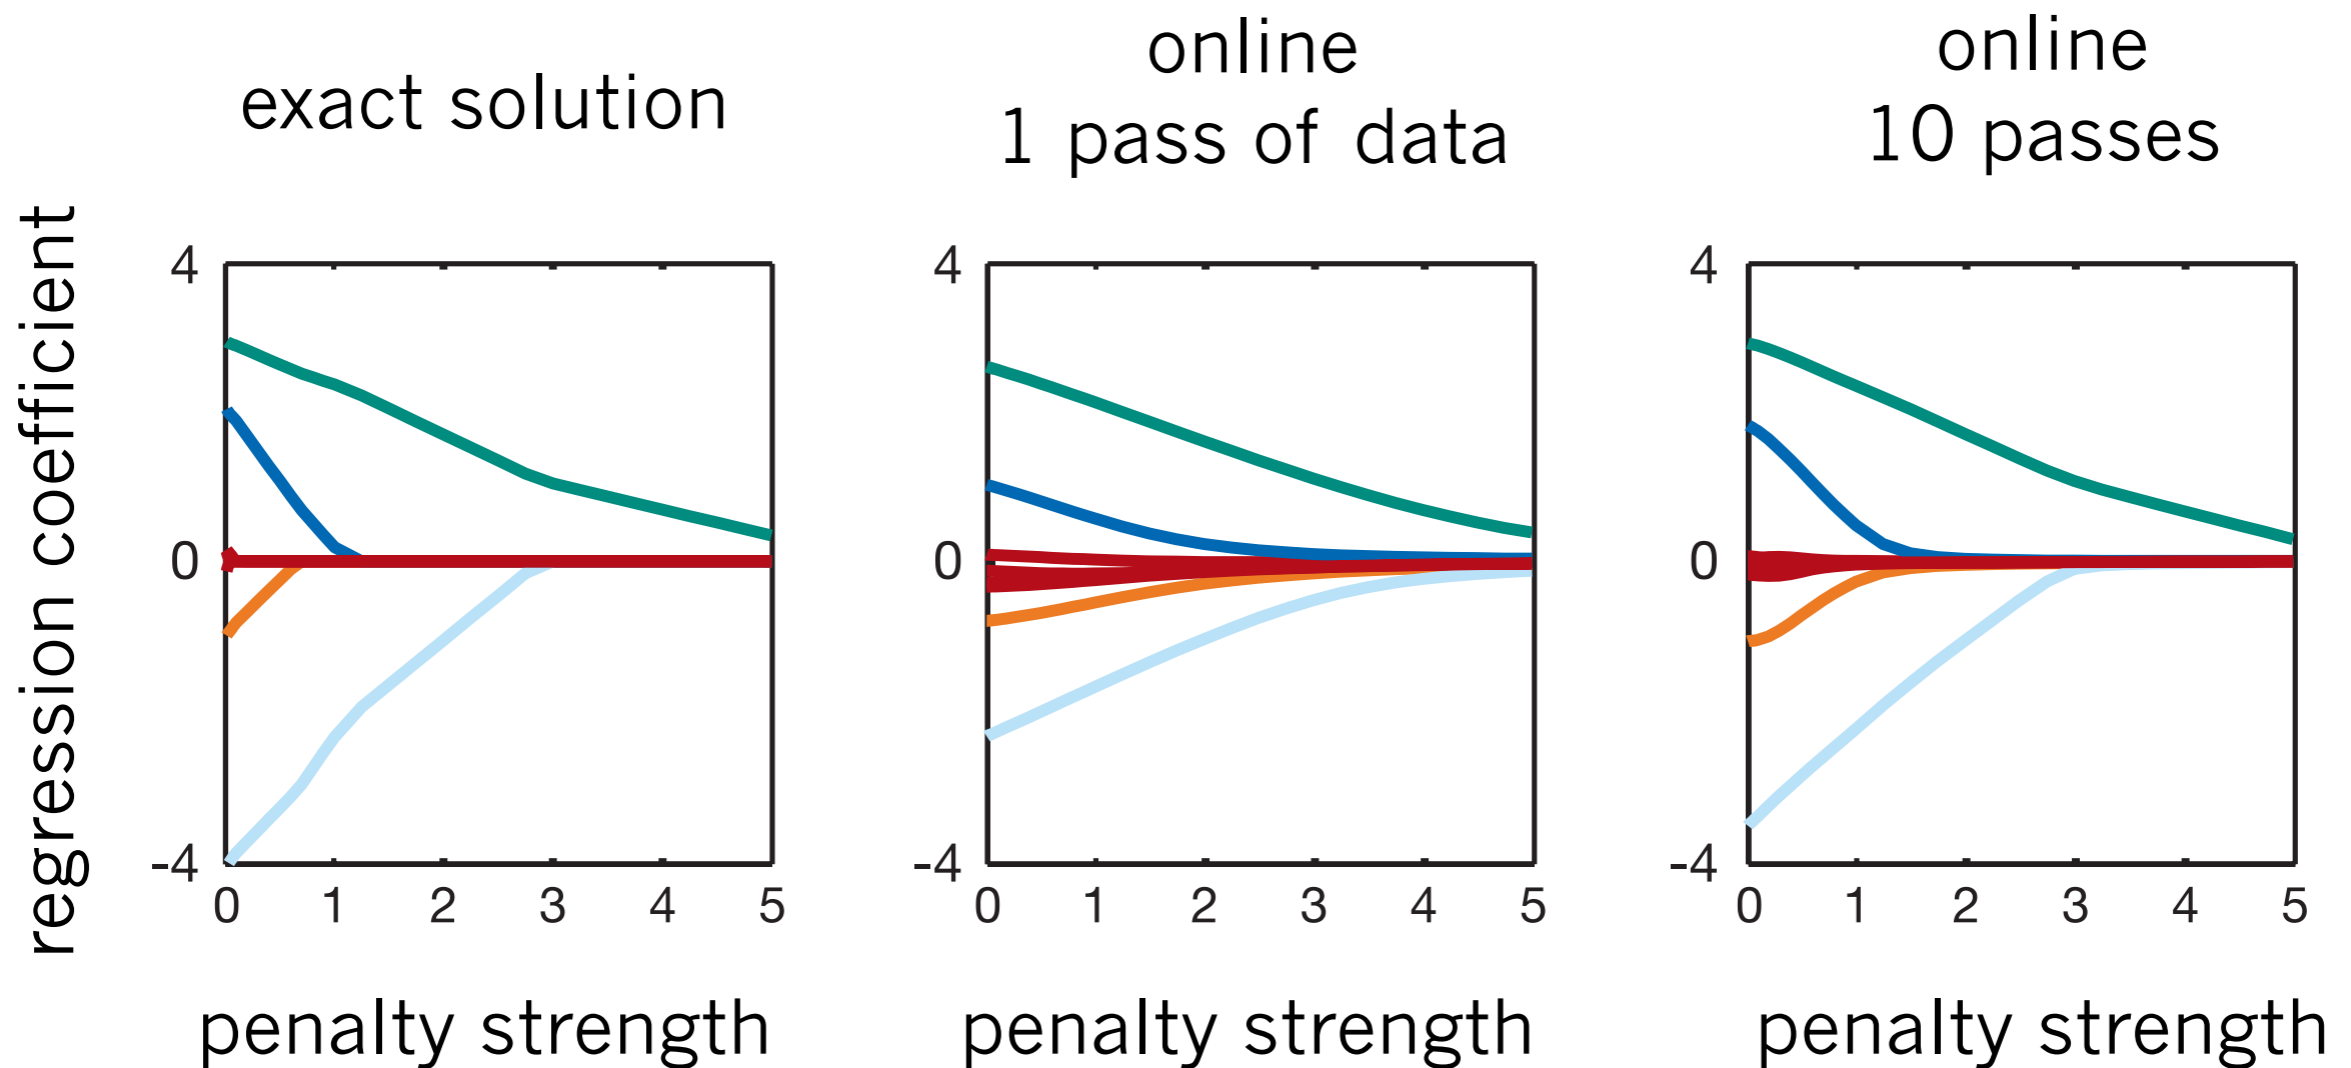 exact solution
online
1 pass of data
online
10 passes
regression coefficient
4
0
-4
0 1 2 3 4 5
penalty strength
4
0
-4
0 1 2 3 4 5
penalty strength
4
0
-4
0 1 2 3 4 5
penalty strength